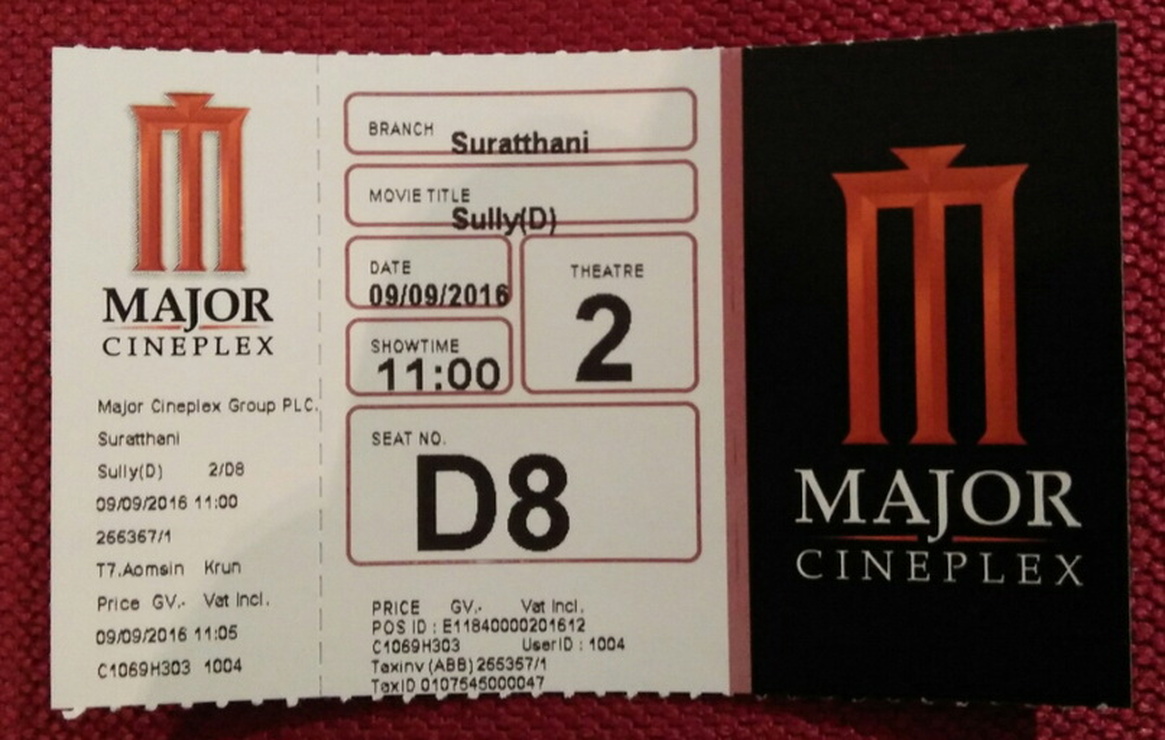 MAJOR
CINEPLEX
Major Cineplex Group PLC.
Suratthani
Sully(D) 2/D8
09/09/2016 11:00
265367/1
T7.Aomsin Krun
Price GV.- Vat Incl.
09/09/2016 11:05
C1069H303 1004
BRANCH Suratthani
MOVIE TITLE
Sully(D)
DATE
09/09/2016
SHOWTIME
11:00
THEATRE
2
SEAT NO.
D8
PRICE GV.- Vat Incl.
POS ID : E11840000201612
C1069H303 UserID : 1004
Taxinv (ABB) 265367/1
TaxID 0107545000047
MAJOR
CINEPLEX